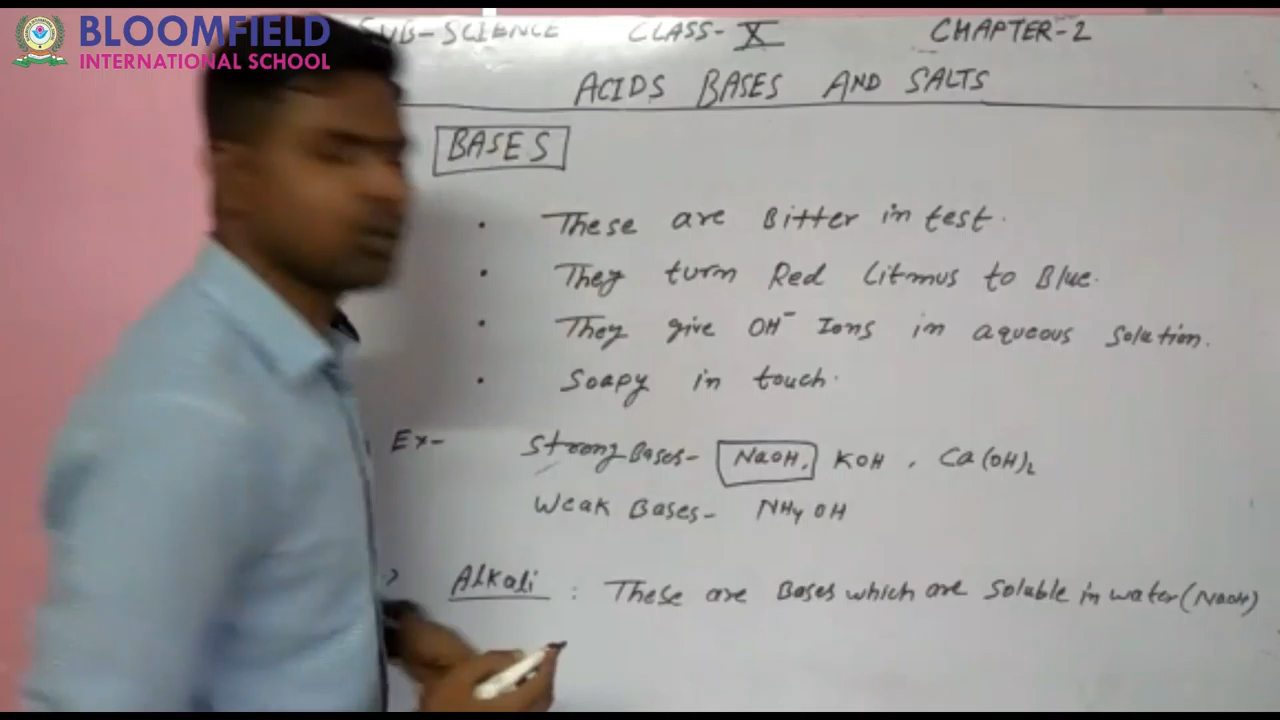 BLOOMFIELD
INTERNATIONAL SCHOOL
SUB-SCIENCE CLASS-X CHAPTER-2
ACIDS BASES AND SALTS
BASES
• These are Bitter in test.
• They turn Red Litmus to Blue.
• They give OH⁻ Ions in aqueous solution.
• Soapy in touch.
Ex- Strong Bases- NaOH, KOH, Ca(OH)₂
Weak Bases- NH₄OH
Alkali : These are Bases which are soluble in water (NaOH)